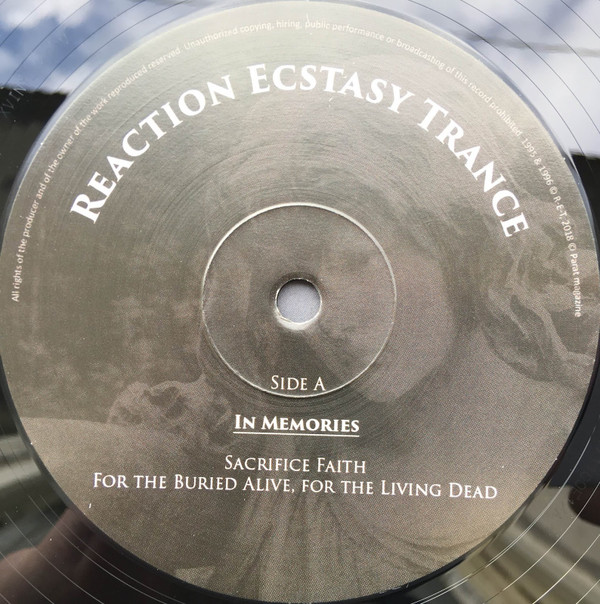 All rights of the producer and of the owner of the work reproduced reserved. Unauthorized copying, hiring, public performance or broadcasting of this record prohibited. 1995 & 1996 © R.E.T, 2018 © Parat magazine
REACTION ECSTASY TRANCE
SIDE A
IN MEMORIES
SACRIFICE FAITH
FOR THE BURIED ALIVE, FOR THE LIVING DEAD